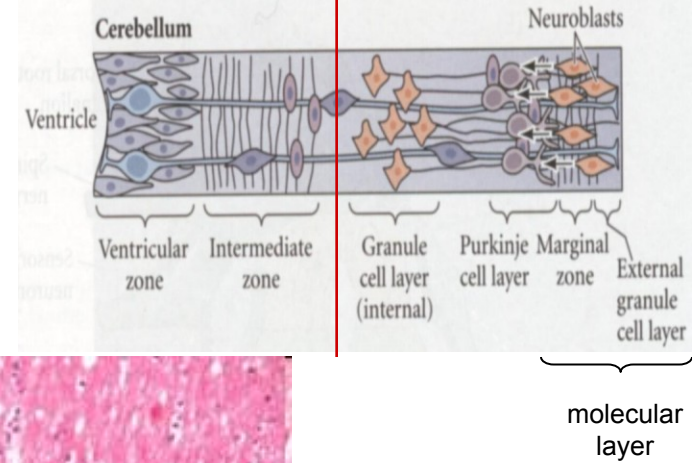 Cerebellum
Neuroblasts
Ventricle
Ventricular
zone
Intermediate
zone
Granule
cell layer
(internal)
Purkinje
cell layer
Marginal
zone
External
granule
cell layer
molecular
layer